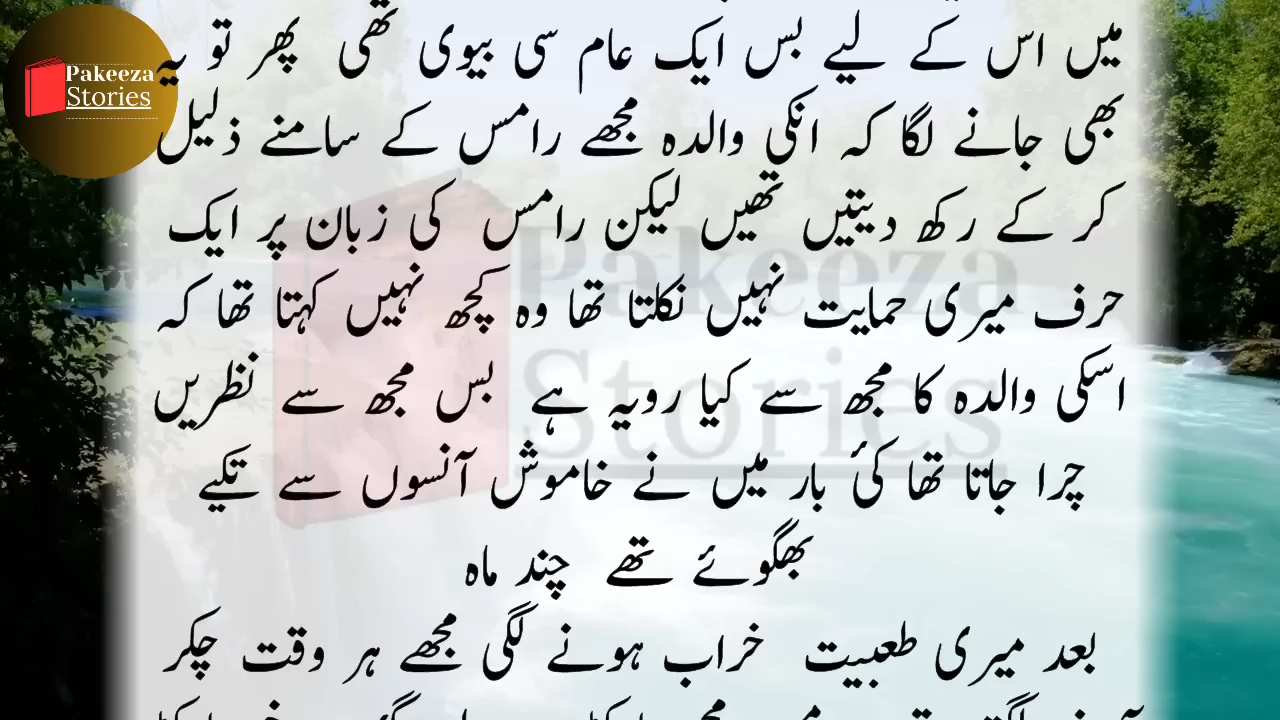 Pakeeza
Stories
میں اس کے لیے بس ایک عام سی بیوی تھی پھر تو یہ
بھی جانے لگا کہ انکی والدہ مجھے رامس کے سامنے ذلیل
کر کے رکھ دیتیں تھیں لیکن رامس کی زبان پر ایک
حرف میری حمایت نہیں نکلتا تھا وہ کچھ نہیں کہتا تھا کہ
اسکی والدہ کا مجھ سے کیا رویہ ہے بس مجھ سے نظریں
چرا جاتا تھا کئ بار میں نے خاموش آنسوں سے تکیے
بھگوئے تھے چند ماہ
بعد میری طعبیت خراب ہونے لگی مجھے ہر وقت چکر
Pakeeza
Stories